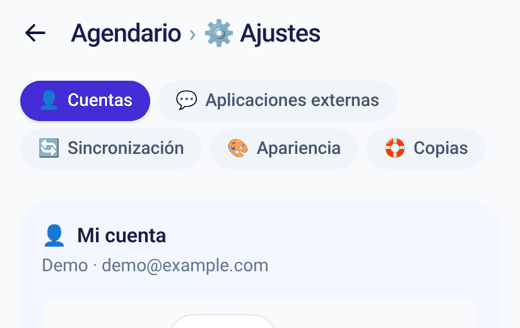 ← Agendario › ⚙️ Ajustes
👤 Cuentas 💬 Aplicaciones externas
🔄 Sincronización 🎨 Apariencia 🛟 Copias
👤 Mi cuenta
Demo · demo@example.com